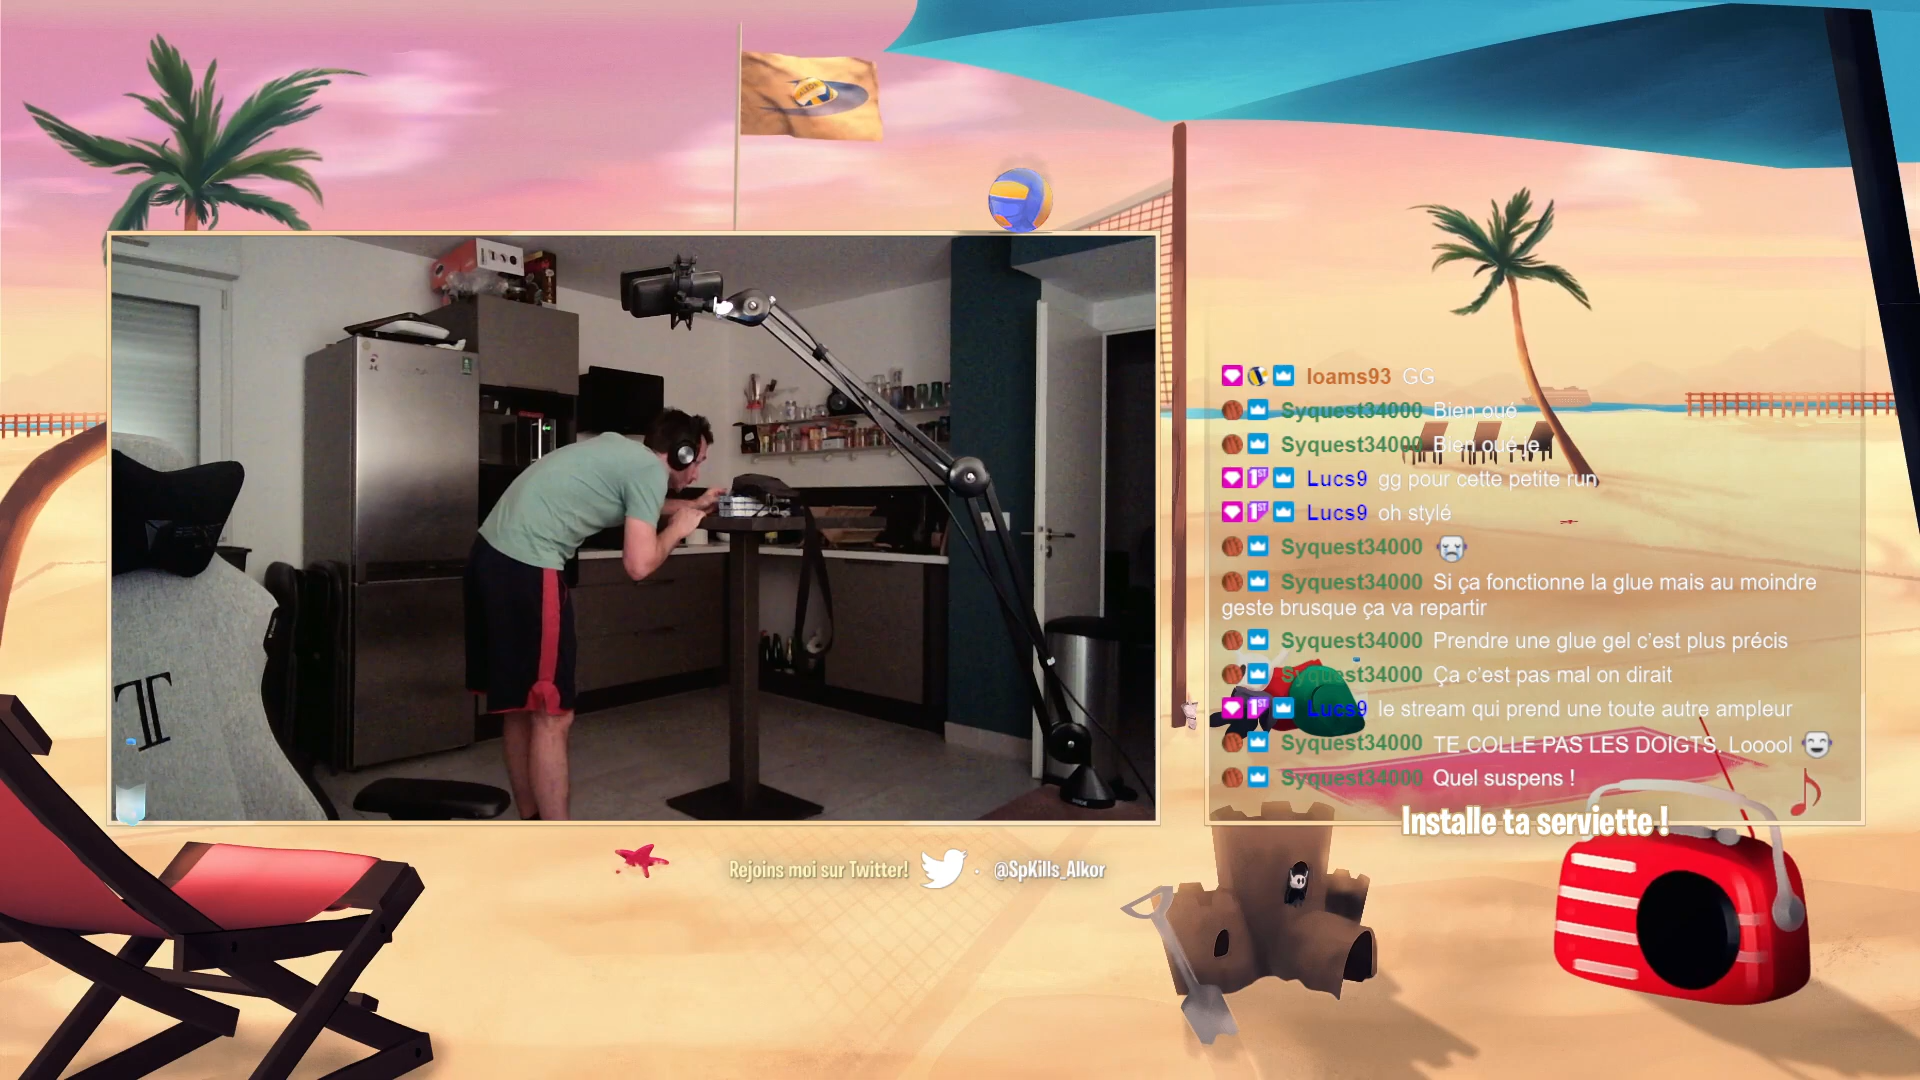 loams93 GG
Syquest34000 Bien oué
Syquest34000 Bien oué je
Lucs9 gg pour cette petite run
Lucs9 oh stylé
Syquest34000
Syquest34000 Si ça fonctionne la glue mais au moindre
geste brusque ça va repartir
Syquest34000 Prendre une glue gel c'est plus précis
Syquest34000 Ça c'est pas mal on dirait
Lucs9 le stream qui prend une toute autre ampleur
Syquest34000 TE COLLE PAS LES DOIGTS. Looool
Syquest34000 Quel suspens !
Installe ta serviette !
Rejoins moi sur Twitter! · @SpKills_Alkor